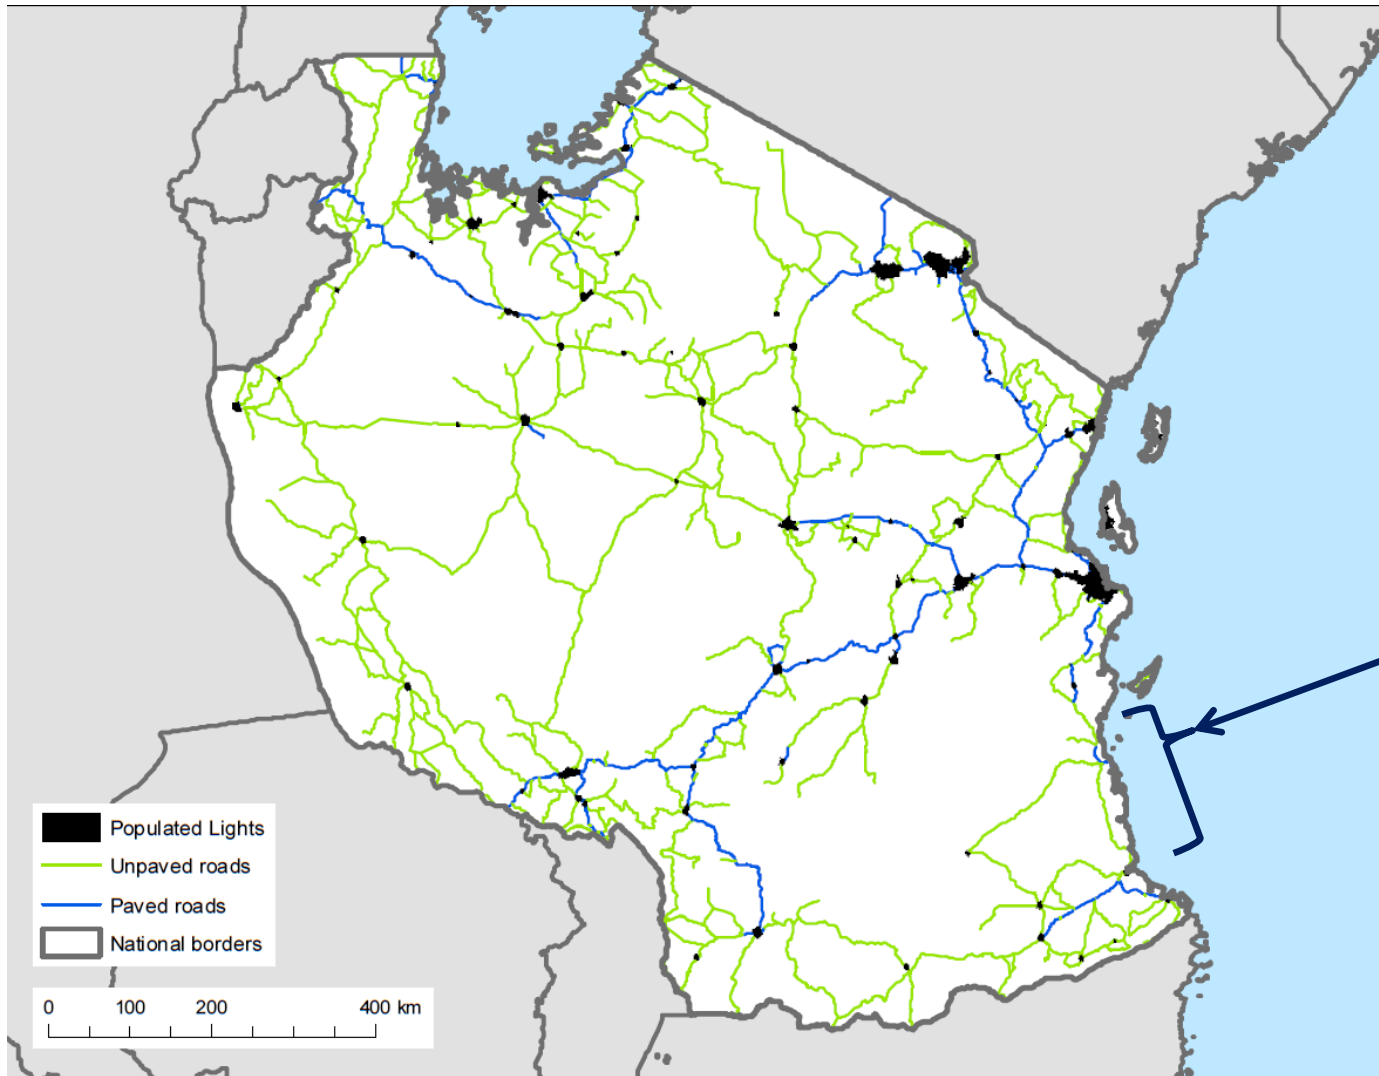 Populated Lights
Unpaved roads
Paved roads
National borders
0 100 200 400 km